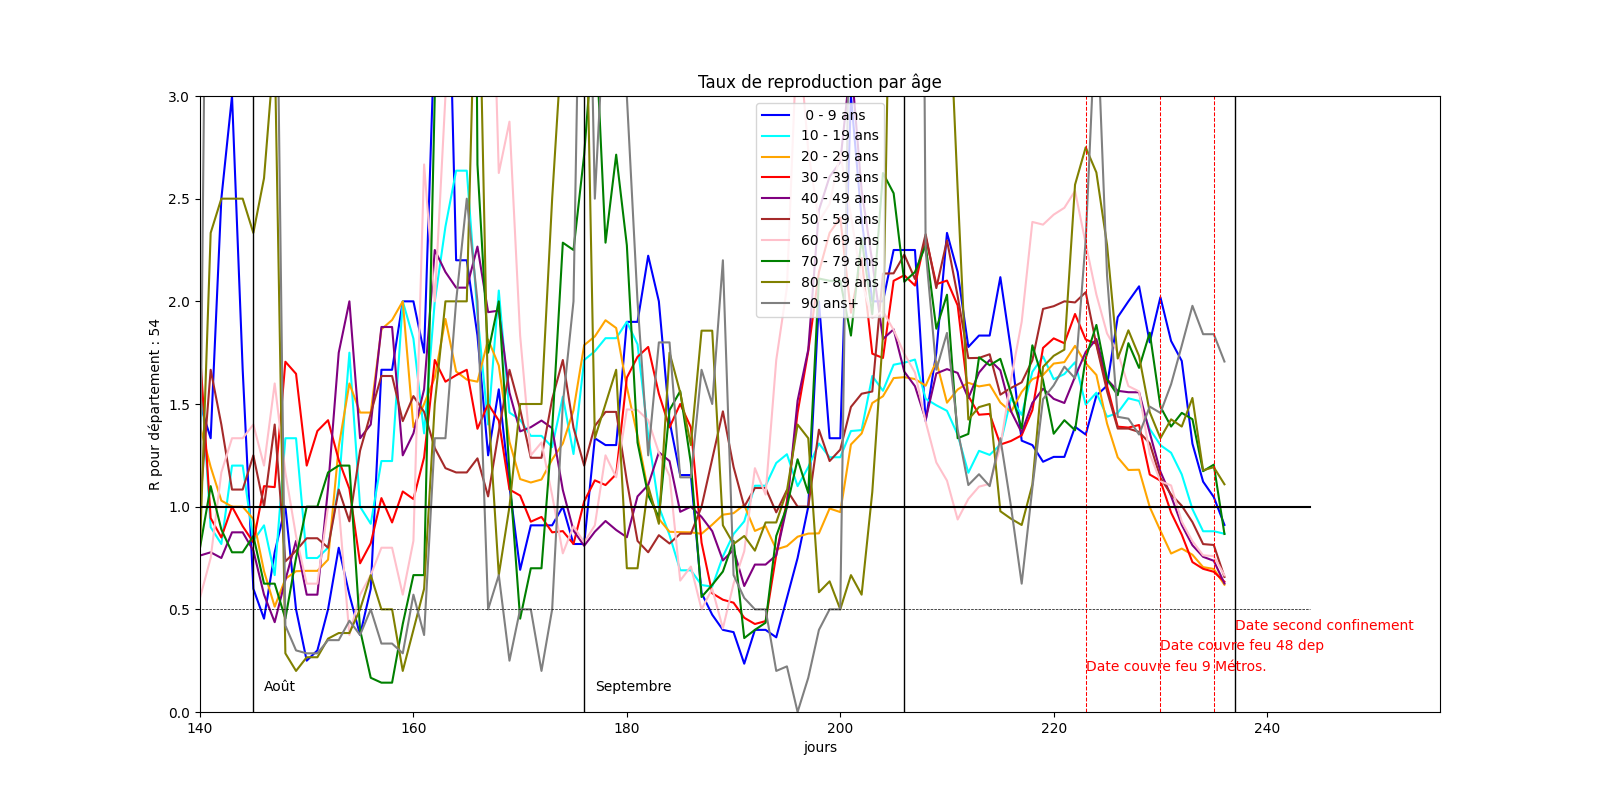 Taux de reproduction par âge
3.0
2.5
2.0
1.5
1.0
0.5
0.0
R pour département : 54
0 - 9 ans
10 - 19 ans
20 - 29 ans
30 - 39 ans
40 - 49 ans
50 - 59 ans
60 - 69 ans
70 - 79 ans
80 - 89 ans
90 ans+
Date second confinement
Date couvre feu 48 dep
Date couvre feu 9 Métros.
Août
Septembre
140
160
180
200
220
240
jours